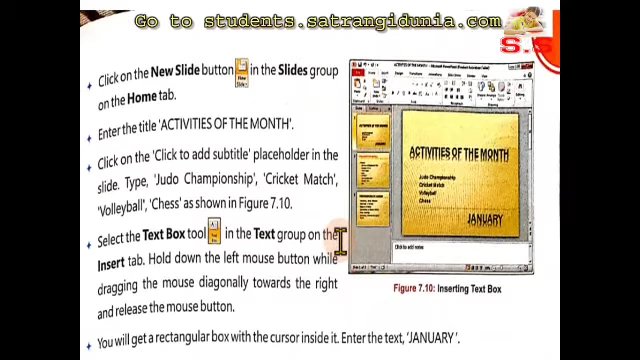 Go to students.satrangidunia.com
S.S
Click on the New Slide button in the Slides group
on the Home tab.
Enter the title 'ACTIVITIES OF THE MONTH'.
Click on the 'Click to add subtitle' placeholder in the
slide. Type, 'Judo Championship', 'Cricket Match',
'Volleyball', 'Chess' as shown in Figure 7.10.
Select the Text Box tool in the Text group on the
Insert tab. Hold down the left mouse button while
dragging the mouse diagonally towards the right
and release the mouse button.
You will get a rectangular box with the cursor inside it. Enter the text, 'JANUARY'.
ACTIVITIES OF THE MONTH
Judo Championship
Cricket Match
Volleyball
Chess
JANUARY
Click to add notes
Figure 7.10: Inserting Text Box